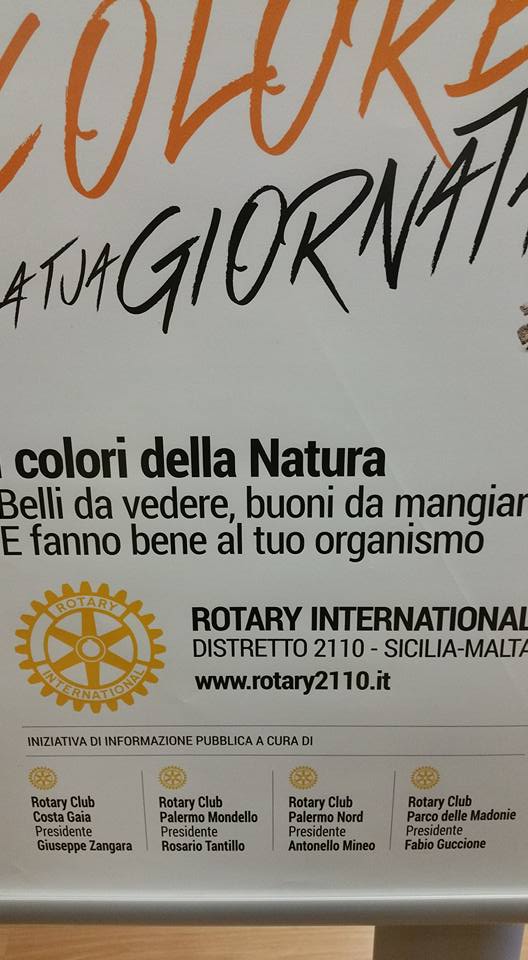 COLORE
A TUA GIORNATA
I colori della Natura
Belli da vedere, buoni da mangiar
E fanno bene al tuo organismo
ROTARY
INTERNATIONAL
ROTARY INTERNATIONAL
DISTRETTO 2110 - SICILIA-MALTA
www.rotary2110.it
INIZIATIVA DI INFORMAZIONE PUBBLICA A CURA DI
Rotary Club
Costa Gaia
Presidente
Giuseppe Zangara
Rotary Club
Palermo Mondello
Presidente
Rosario Tantillo
Rotary Club
Palermo Nord
Presidente
Antonello Mineo
Rotary Club
Parco delle Madonie
Presidente
Fabio Guccione